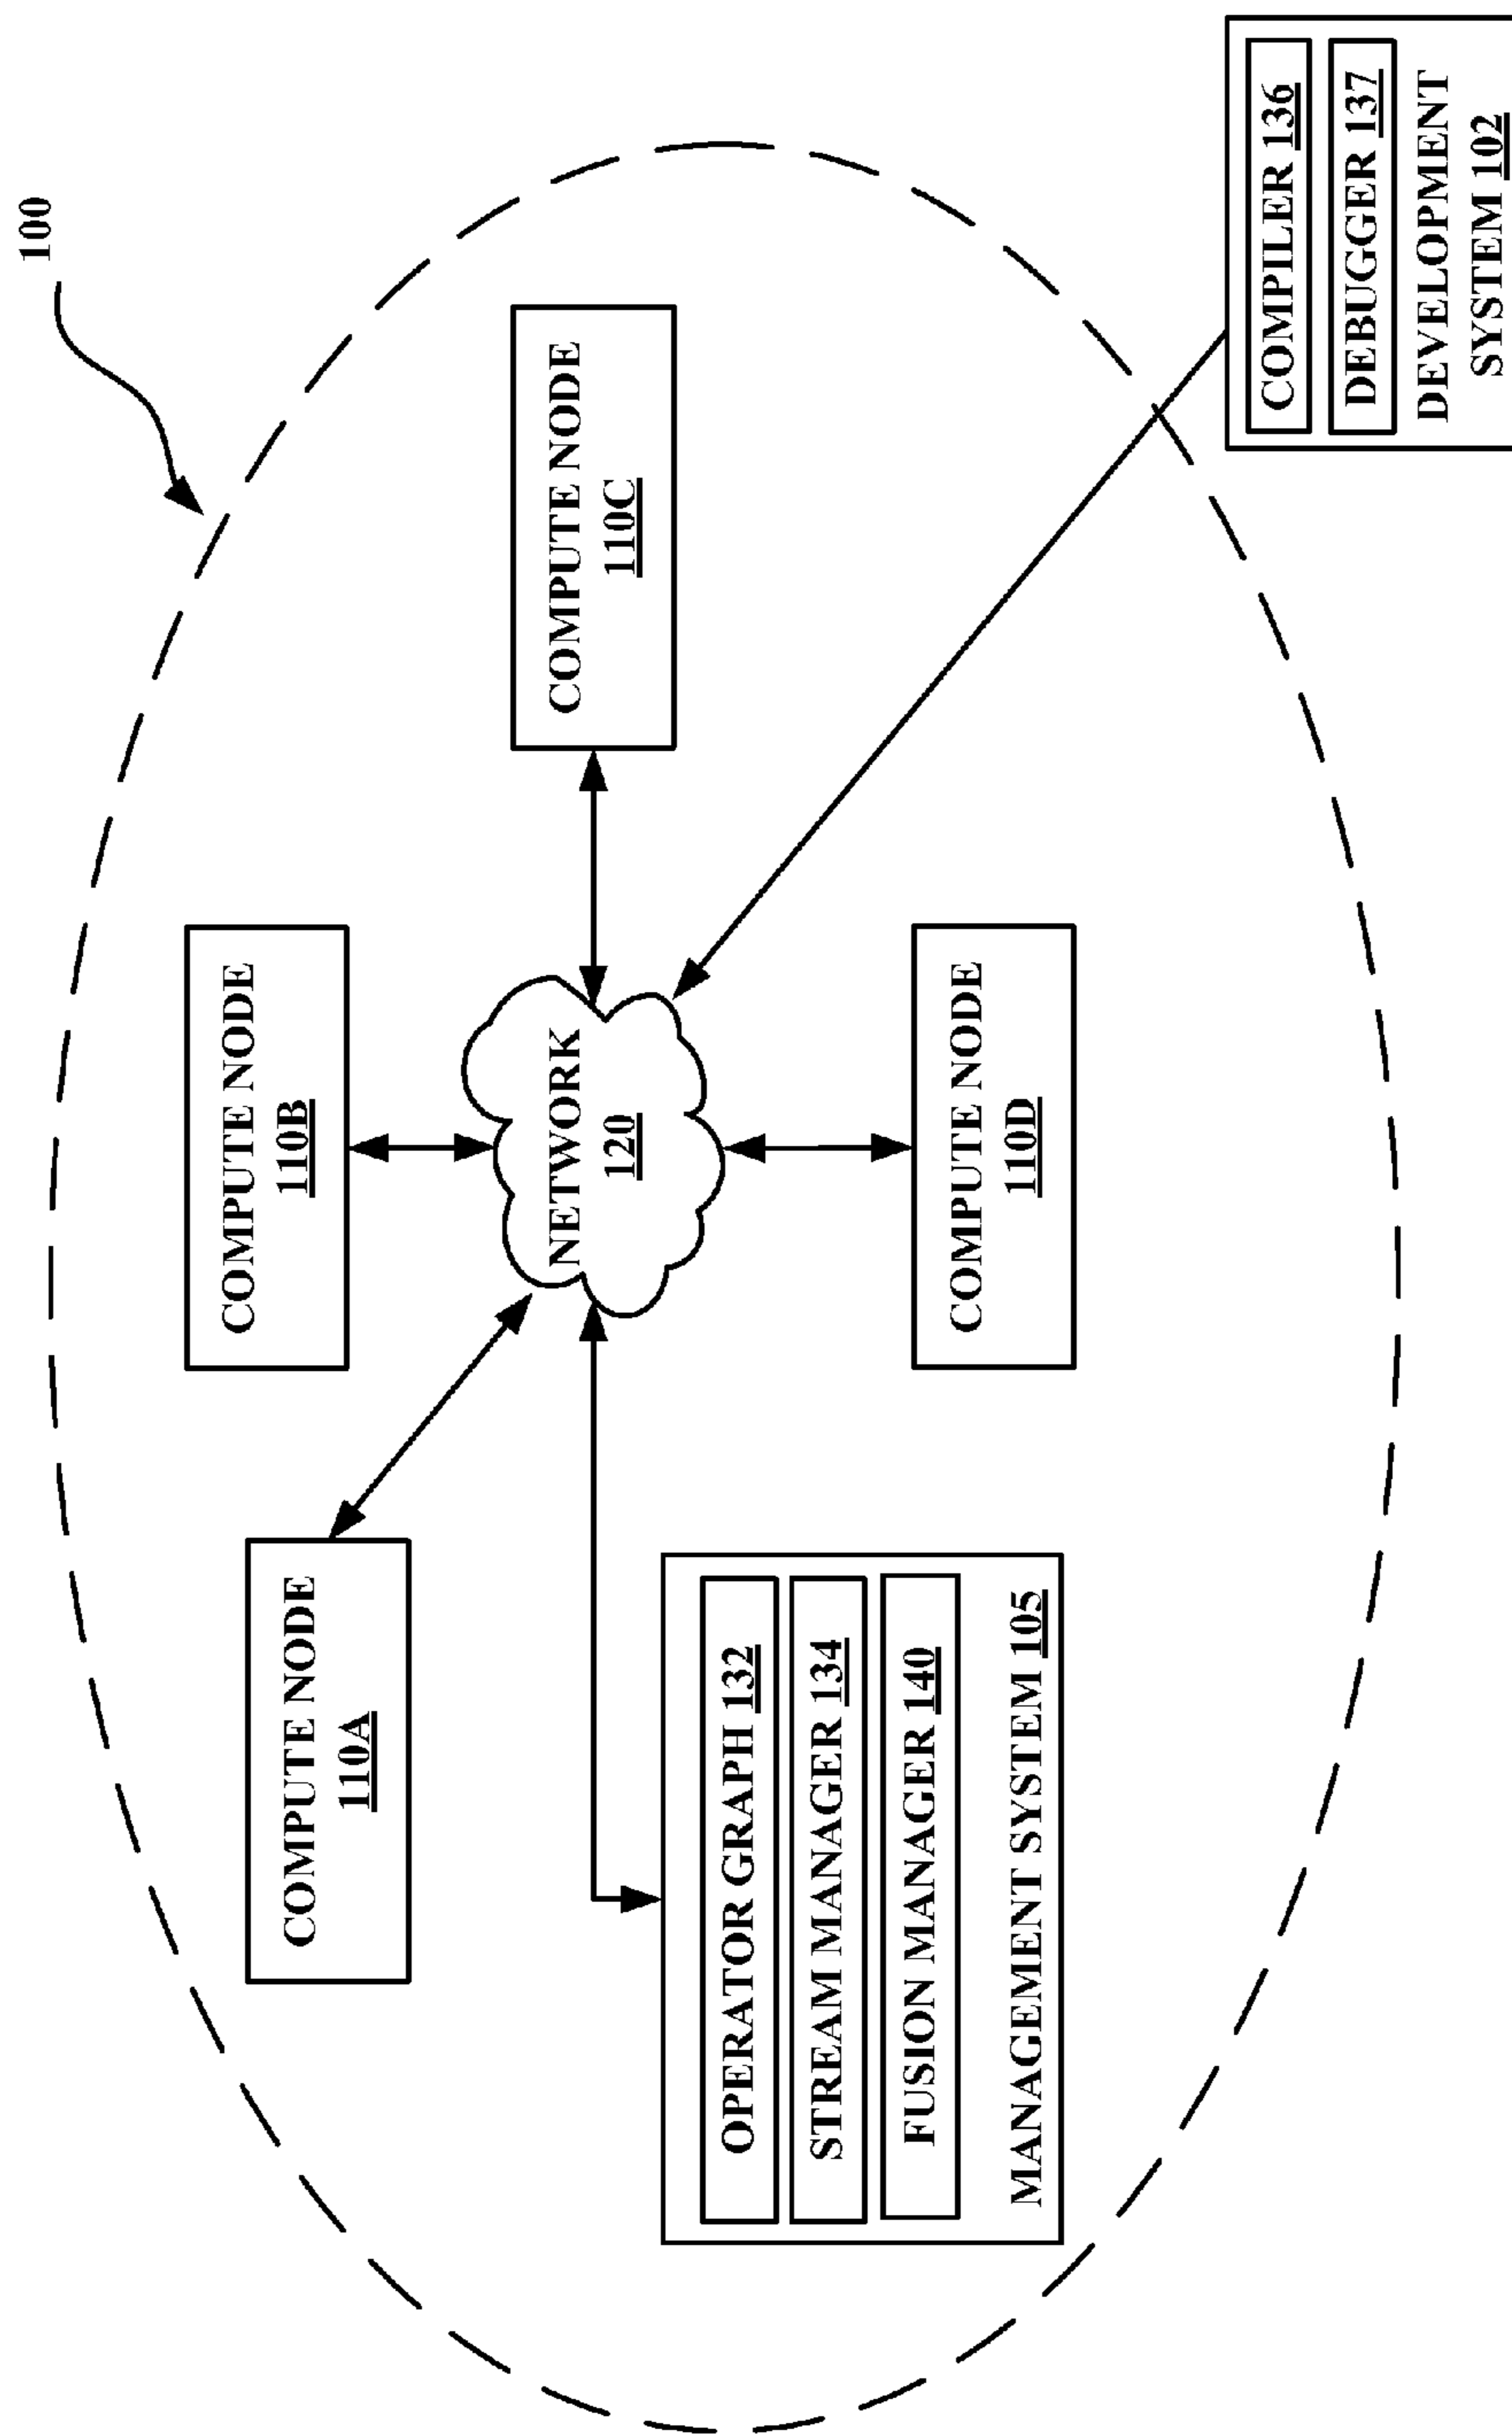 100
COMPUTE NODE
110B
COMPUTE NODE
110A
COMPUTE NODE
110C
NETWORK
120
OPERATOR GRAPH 132
STREAM MANAGER 134
FUSION MANAGER 140
MANAGEMENT SYSTEM 105
COMPUTE NODE
110D
COMPILER 136
DEBUGGER 137
DEVELOPMENT
SYSTEM 102